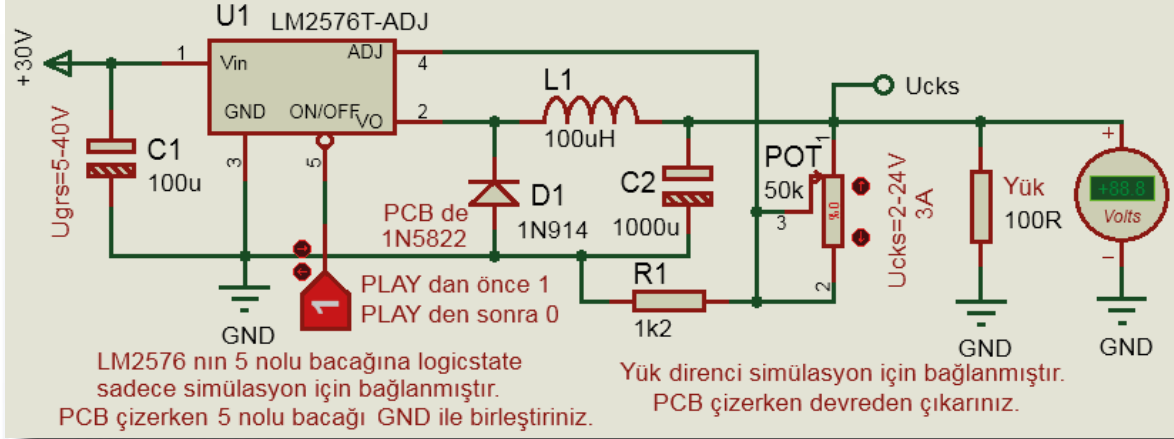 U1
LM2576T-ADJ
+30V
1
Vin
ADJ
4
GND
ON/OFF
VO
2
3
5
Ugrs=5-40V
C1
100u
L1
100uH
Ucks
D1
1N914
PCB de
1N5822
C2
1000u
POT
50k
1
3
2
%0
Ucks=2-24V
3A
Yük
100R
+88.8
Volts
+
-
R1
1k2
1
PLAY dan önce 1
PLAY den sonra 0
GND
GND
GND
LM2576 nın 5 nolu bacağına logicstate
sadece simülasyon için bağlanmıştır.
PCB çizerken 5 nolu bacağı GND ile birleştiriniz.
Yük direnci simülasyon için bağlanmıştır.
PCB çizerken devreden çıkarınız.